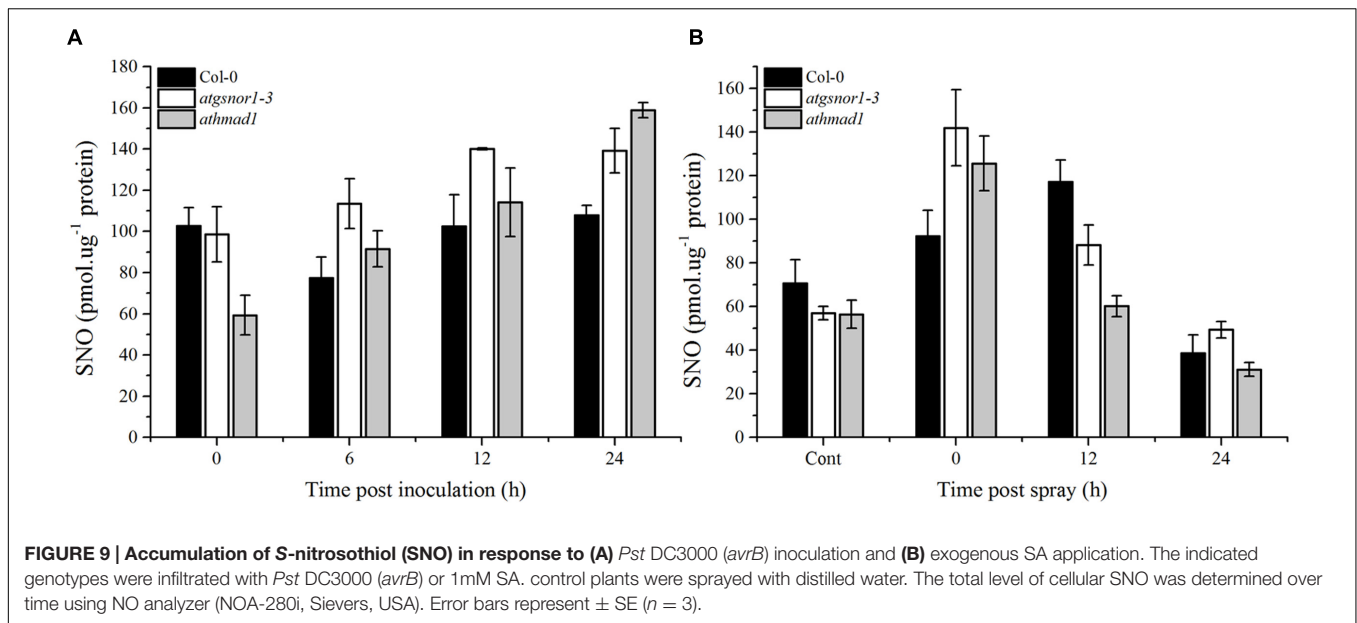 A
180
160
140
120
100
80
60
40
20
0
SNO (pmol.ug⁻¹ protein)
Col-0
atgsnor1-3
athmad1
0 6 12 24
Time post inoculation (h)
B
160
140
120
100
80
60
40
20
0
SNO (pmol.ug⁻¹ protein)
Col-0
atgsnor1-3
athmad1
Cont 0 12 24
Time post spray (h)
FIGURE 9 | Accumulation of S-nitrosothiol (SNO) in response to (A) Pst DC3000 (avrB) inoculation and (B) exogenous SA application. The indicated
genotypes were infiltrated with Pst DC3000 (avrB) or 1mM SA. control plants were sprayed with distilled water. The total level of cellular SNO was determined over
time using NO analyzer (NOA-280i, Sievers, USA). Error bars represent ± SE (n = 3).